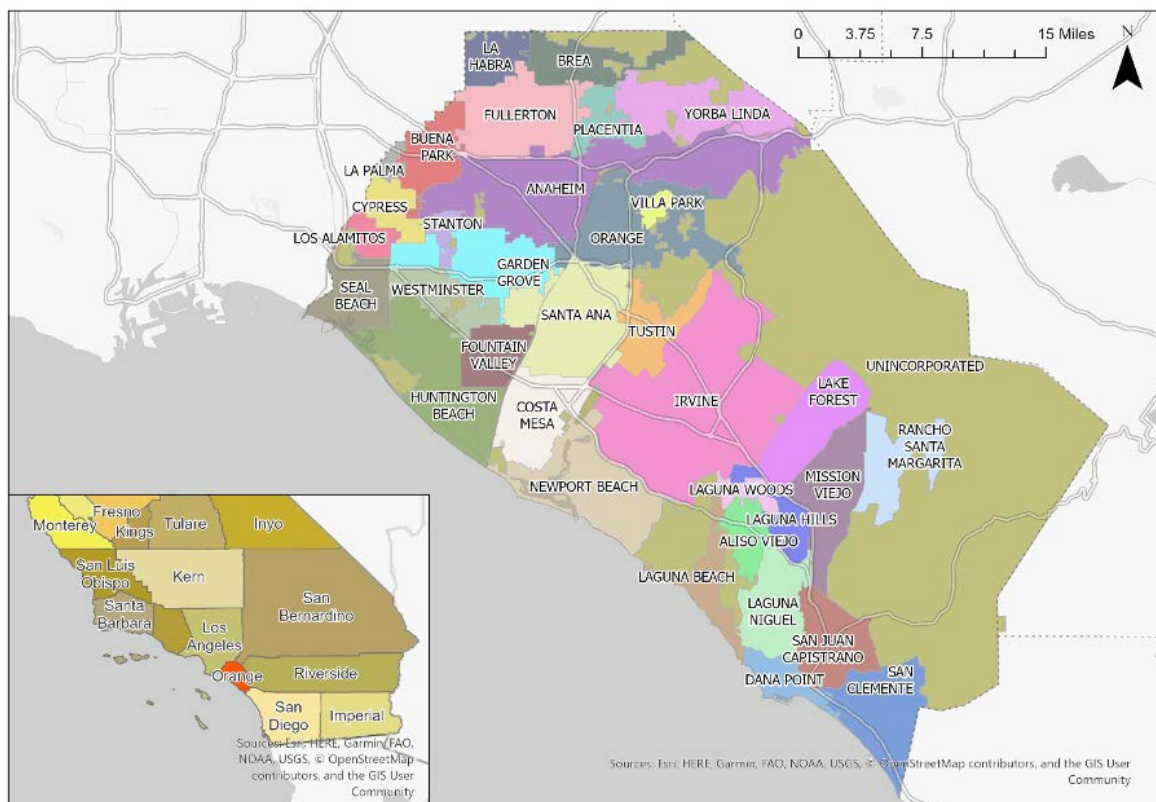 LA
HABRA
BREA
0 3.75 7.5 15 Miles
N
FULLERTON
PLACENTIA
YORBA LINDA
BUENA
PARK
LA PALMA
ANAHEIM
CYPRESS
VILLA PARK
STANTON
LOS ALAMITOS
ORANGE
GARDEN
GROVE
SEAL
BEACH
WESTMINSTER
SANTA ANA
TUSTIN
FOUNTAIN
VALLEY
UNINCORPORATED
HUNTINGTON
BEACH
COSTA
MESA
IRVINE
LAKE
FOREST
RANCHO
SANTA
MARGARITA
NEWPORT BEACH
LAGUNA WOODS
MISSION
VIEJO
LAGUNA HILLS
ALISO VIEJO
LAGUNA BEACH
LAGUNA
NIGUEL
SAN JUAN
CAPISTRANO
DANA POINT
SAN
CLEMENTE
Monterey
Fresno
Kings
Tulare
Inyo
San Luis
Obispo
Kern
Santa
Barbara
San
Bernardino
Los
Angeles
Orange
Riverside
San
Diego
Imperial
Sources: Esri, HERE, Garmin, FAO,
NOAA, USGS, © OpenStreetMap
contributors, and the GIS User
Community
Sources: Esri, HERE, Garmin, FAO, NOAA, USGS, © OpenStreetMap contributors, and the GIS User
Community